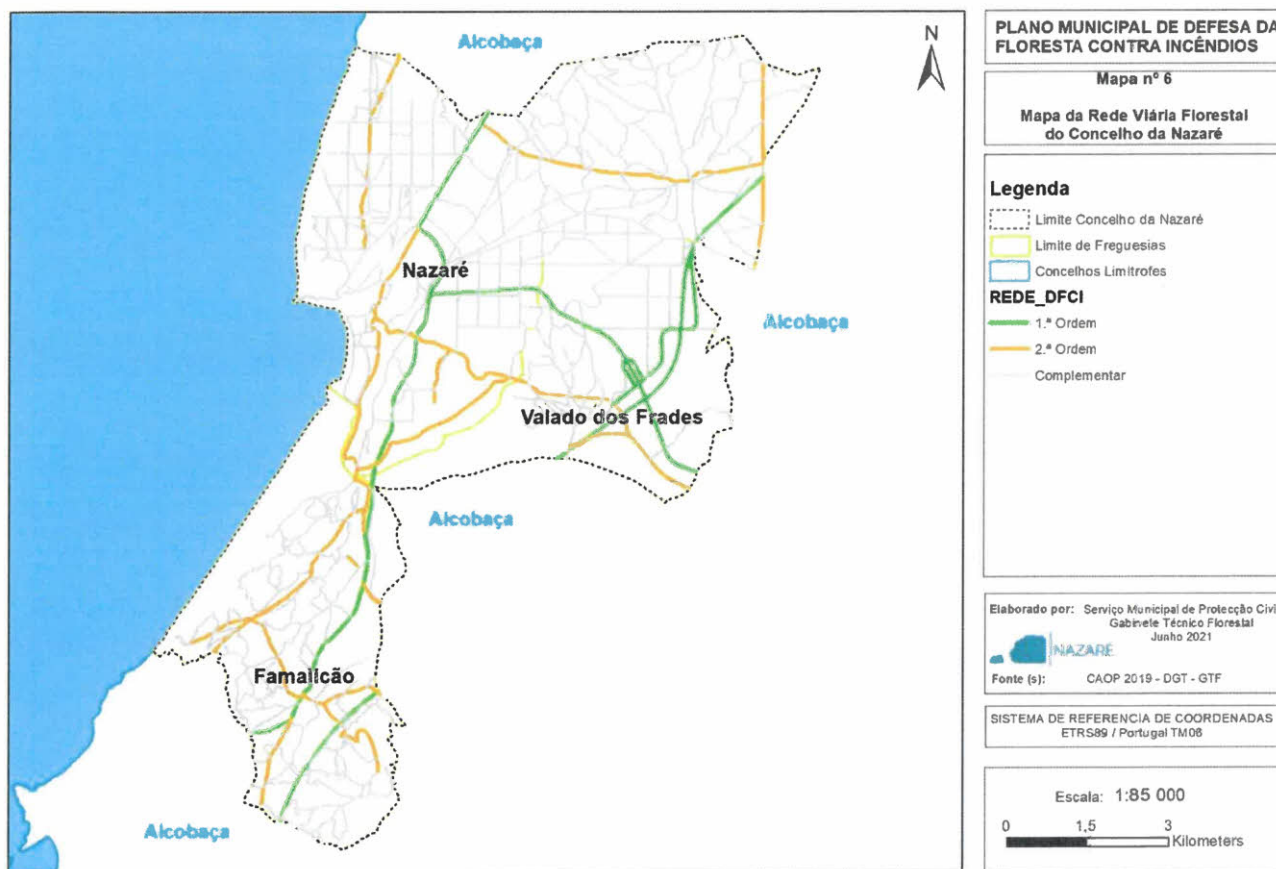 Alcobaça
N
Nazaré
Alcobaça
Valado dos Frades
Alcobaça
Famalicão
Alcobaça
PLANO MUNICIPAL DE DEFESA DA
FLORESTA CONTRA INCÊNDIOS
Mapa nº 6
Mapa da Rede Viária Florestal
do Concelho da Nazaré
Legenda
Limite Concelho da Nazaré
Limite de Freguesias
Concelhos Limítrofes
REDE_DFCI
1.ª Ordem
2.ª Ordem
Complementar
Elaborado por: Serviço Municipal de Protecção Civi
Gabinete Técnico Florestal
Junho 2021
NAZARÉ
Fonte (s): CAOP 2019 - DGT - GTF
SISTEMA DE REFERENCIA DE COORDENADAS
ETRS89 / Portugal TM06
Escala: 1:85 000
0 1,5 3
Kilometers